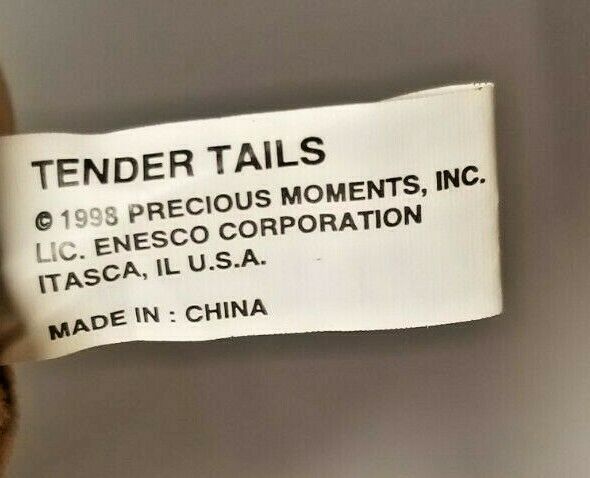 TENDER TAILS
© 1998 PRECIOUS MOMENTS, INC.
LIC. ENESCO CORPORATION
ITASCA, IL U.S.A.
MADE IN : CHINA